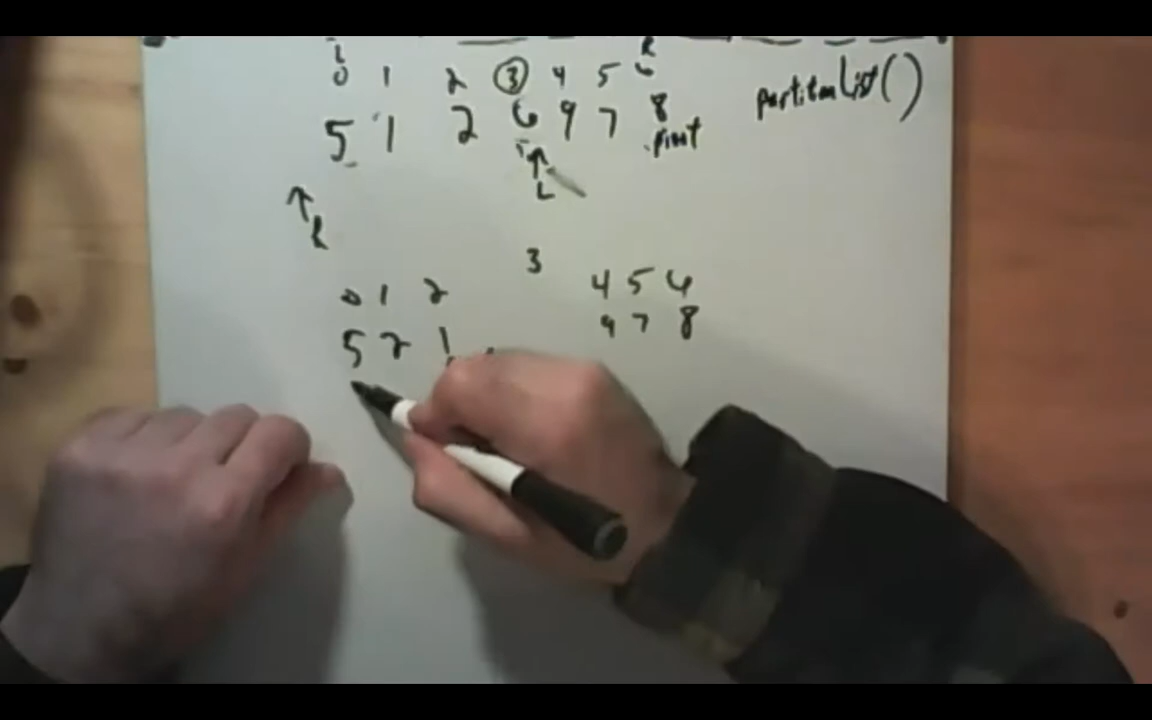 L R
0 1 2 3 4 5 6 partitionList()
5 1 2 6 9 7 8
pivot
L
R
3
0 1 2 4 5 6
9 7 8
5 2 1